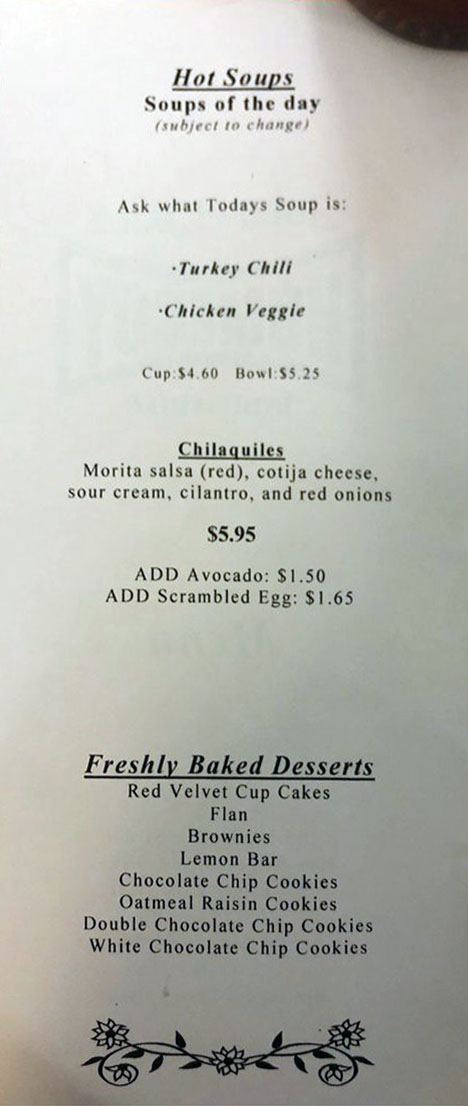 Hot Soups
Soups of the day
(subject to change)
Ask what Todays Soup is:
·Turkey Chili
·Chicken Veggie
Cup:$4.60 Bowl:$5.25
Chilaquiles
Morita salsa (red), cotija cheese,
sour cream, cilantro, and red onions
$5.95
ADD Avocado: $1.50
ADD Scrambled Egg: $1.65
Freshly Baked Desserts
Red Velvet Cup Cakes
Flan
Brownies
Lemon Bar
Chocolate Chip Cookies
Oatmeal Raisin Cookies
Double Chocolate Chip Cookies
White Chocolate Chip Cookies